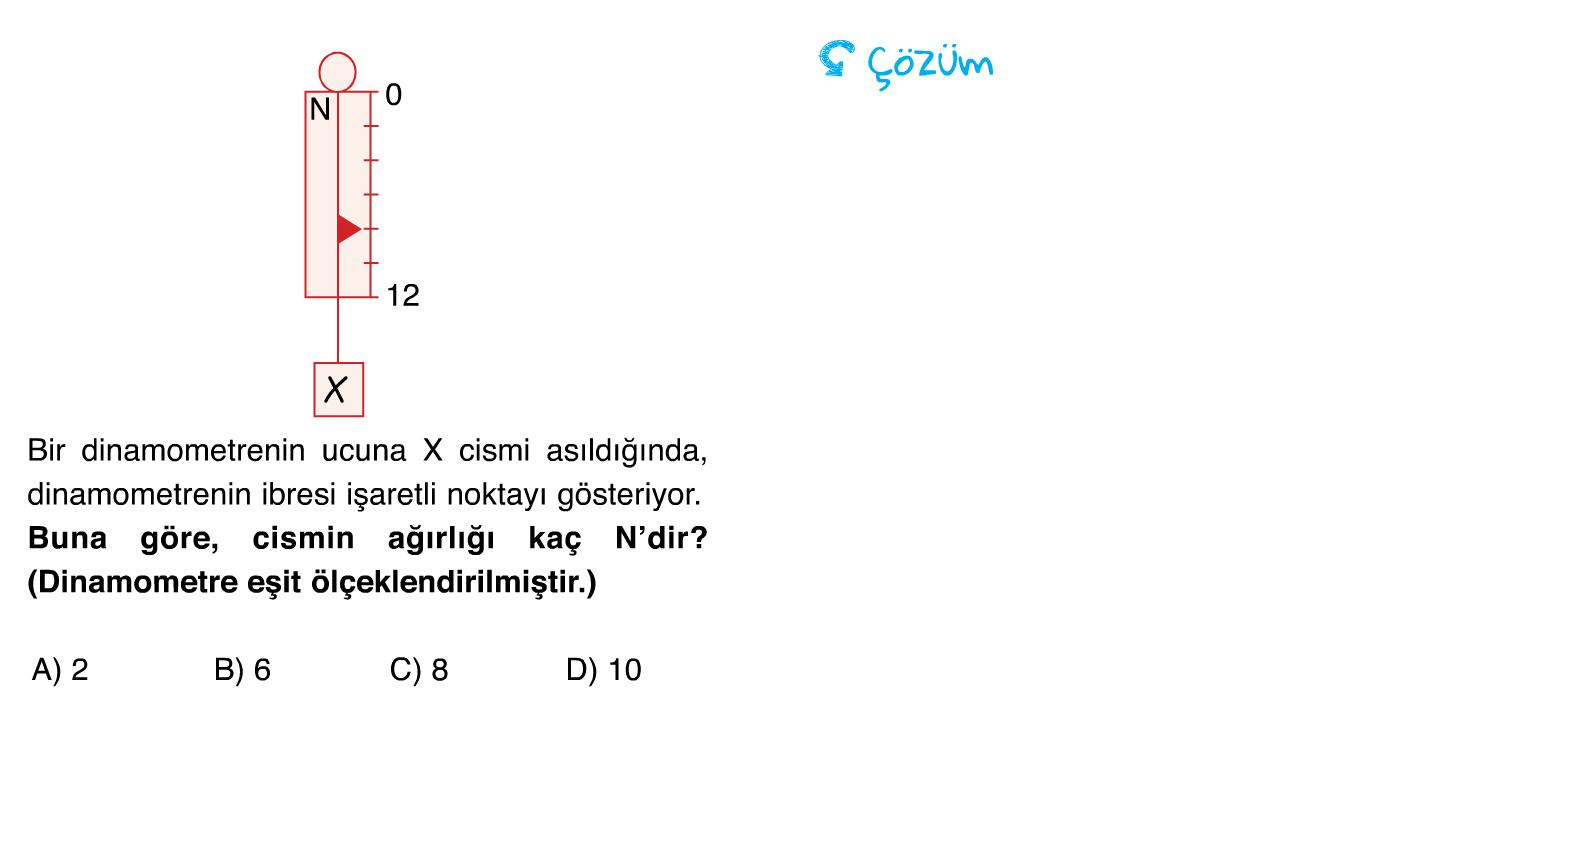 N
0
12
X
Bir dinamometrenin ucuna X cismi asıldığında,
dinamometrenin ibresi işaretli noktayı gösteriyor.
Buna göre, cismin ağırlığı kaç N’dir?
(Dinamometre eşit ölçeklendirilmiştir.)
A) 2 B) 6 C) 8 D) 10
Çözüm